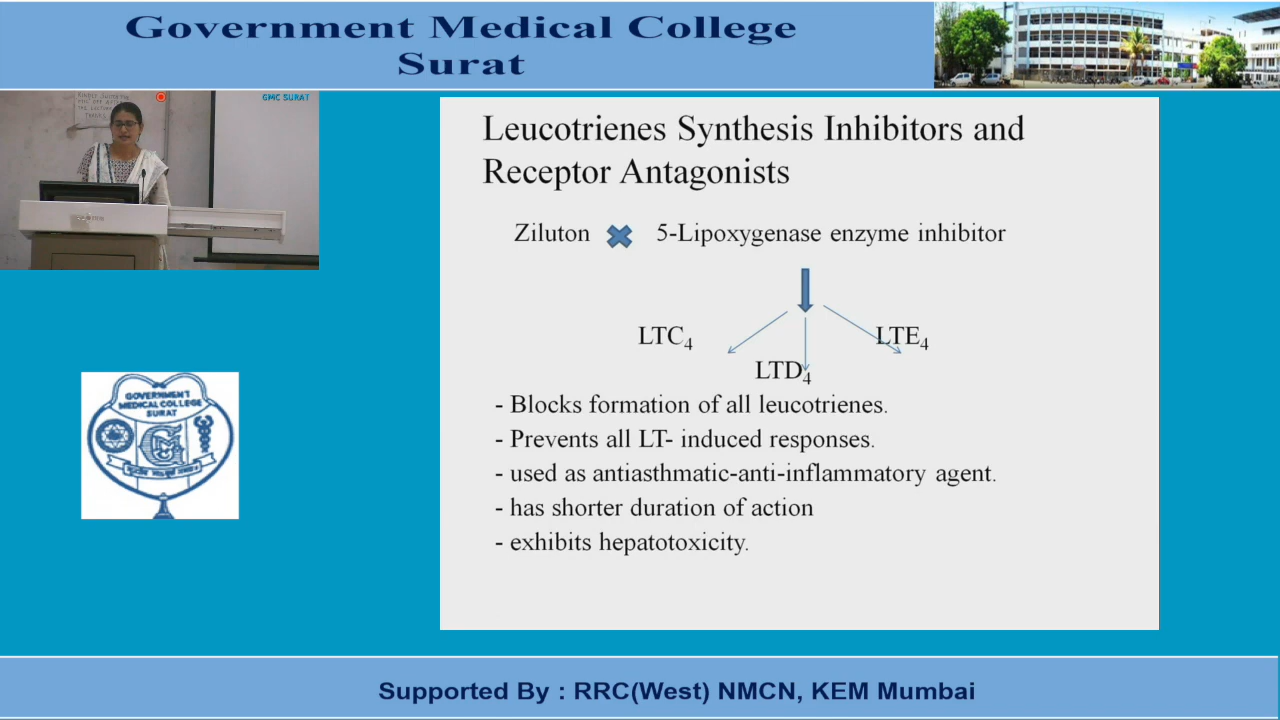 Government Medical College
Surat
GMC SURAT
Leucotrienes Synthesis Inhibitors and
Receptor Antagonists
Ziluton 5-Lipoxygenase enzyme inhibitor
LTC4
LTE4
LTD4
- Blocks formation of all leucotrienes.
- Prevents all LT- induced responses.
- used as antiasthmatic-anti-inflammatory agent.
- has shorter duration of action
- exhibits hepatotoxicity.
GOVERNMENT
MEDICAL COLLEGE
SURAT
Supported By : RRC(West) NMCN, KEM Mumbai